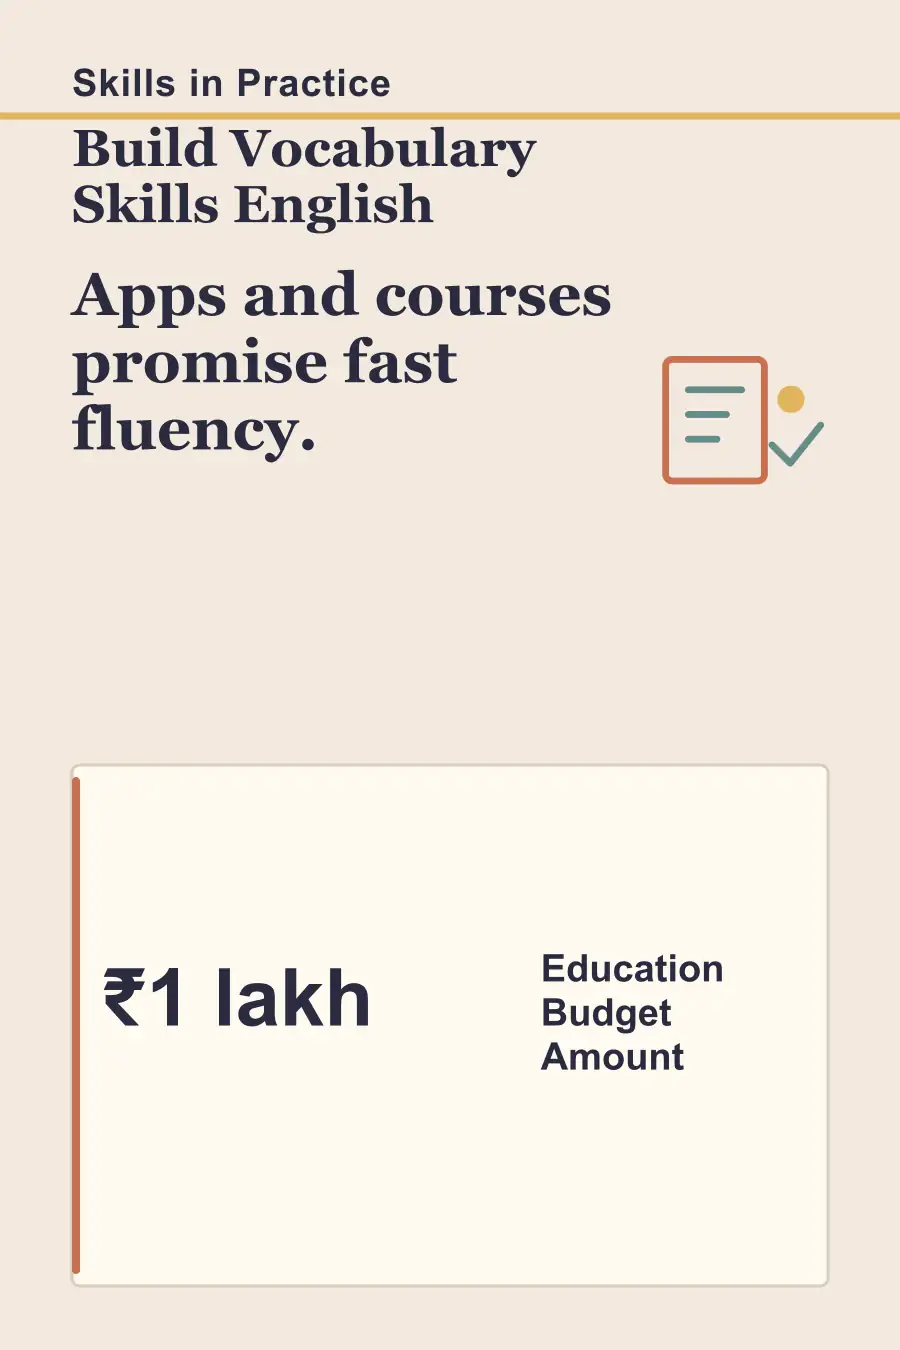 Skills in Practice
Build Vocabulary
Skills English
Apps and courses
promise fast
fluency.
₹1 lakh
Education
Budget
Amount